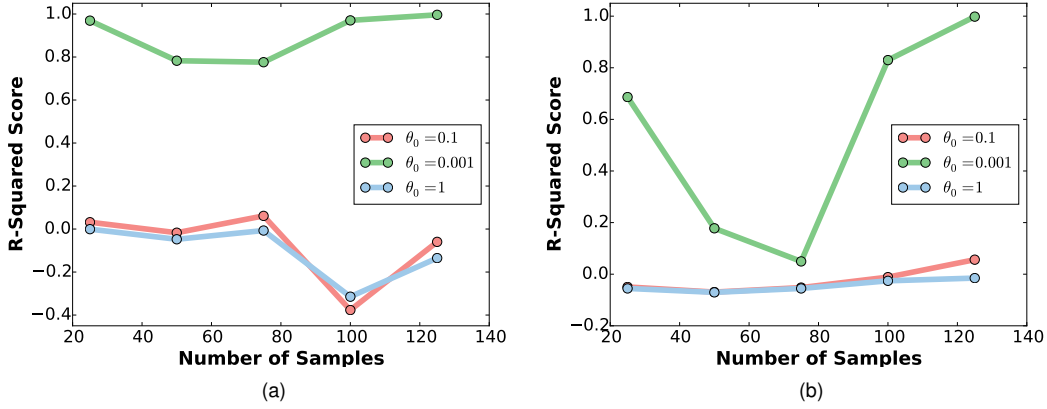 1.0
0.8
0.6
0.4
0.2
0.0
−0.2
−0.4
R-Squared Score
θ₀ = 0.1
θ₀ = 0.001
θ₀ = 1
20 40 60 80 100 120 140
Number of Samples
(a)
1.0
0.8
0.6
0.4
0.2
0.0
−0.2
R-Squared Score
θ₀ = 0.1
θ₀ = 0.001
θ₀ = 1
20 40 60 80 100 120 140
Number of Samples
(b)